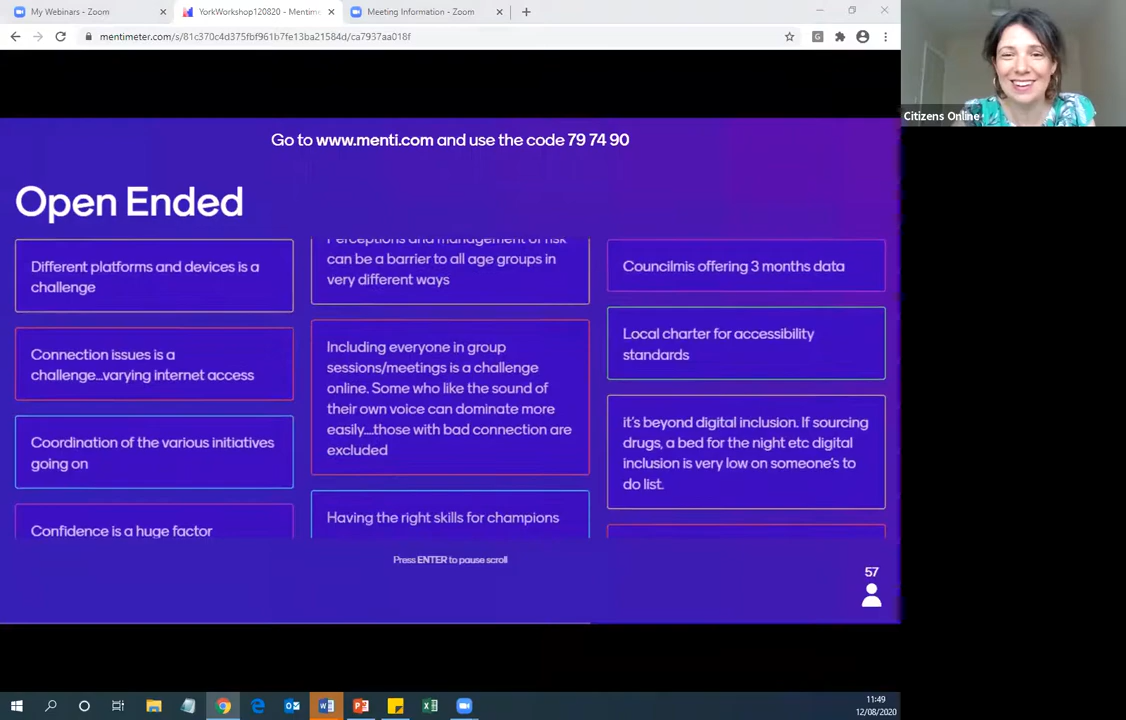 My Webinars - Zoom
YorkWorkshop120820 - Mentime
Meeting Information - Zoom
mentimeter.com/s/81c370c4d375fbf961b7fe13ba21584d/ca7937aa018f
Citizens Online
Go to www.menti.com and use the code 79 74 90
Open Ended
Different platforms and devices is a
challenge
Connection issues is a
challenge...varying internet access
Coordination of the various initiatives
going on
Confidence is a huge factor
Perceptions and management of risk
can be a barrier to all age groups in
very different ways
Including everyone in group
sessions/meetings is a challenge
online. Some who like the sound of
their own voice can dominate more
easily....those with bad connection are
excluded
Having the right skills for champions
Councilmis offering 3 months data
Local charter for accessibility
standards
it's beyond digital inclusion. If sourcing
drugs, a bed for the night etc digital
inclusion is very low on someone's to
do list.
Press ENTER to pause scroll
57
11:49
12/08/2020